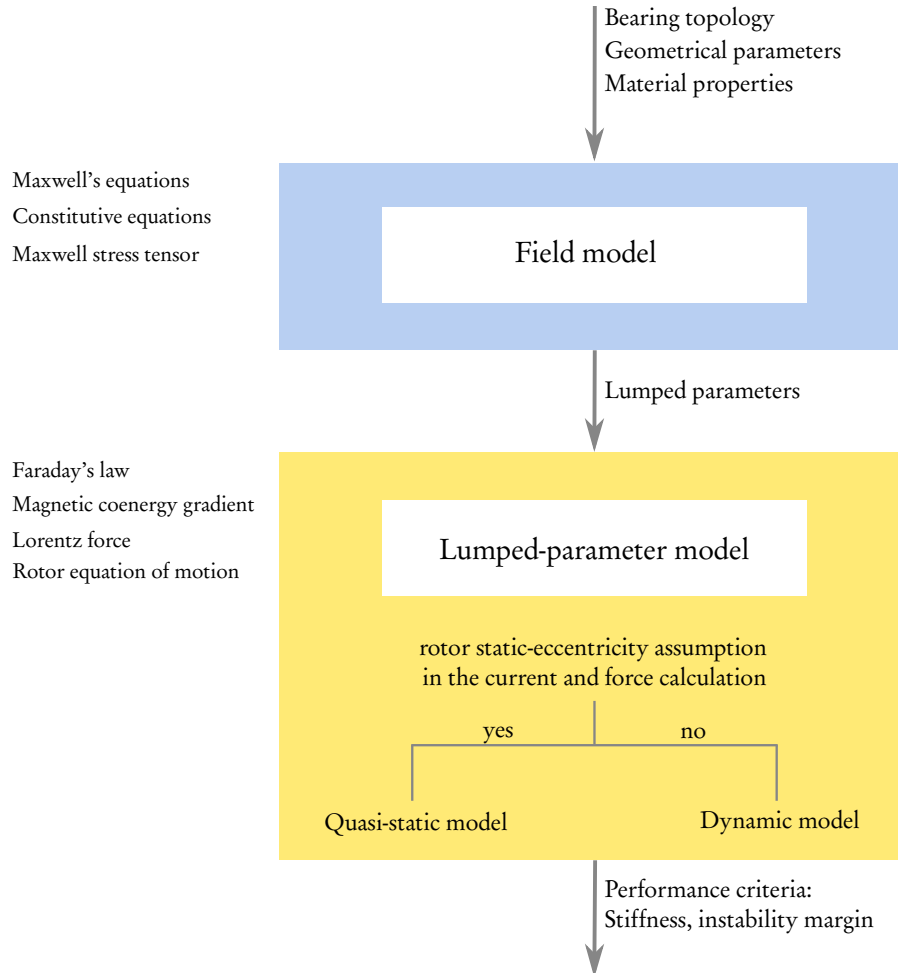 Bearing topology
Geometrical parameters
Material properties
Maxwell's equations
Constitutive equations
Maxwell stress tensor
Field model
Lumped parameters
Faraday's law
Magnetic coenergy gradient
Lorentz force
Rotor equation of motion
Lumped-parameter model
rotor static-eccentricity assumption
in the current and force calculation
yes
no
Quasi-static model
Dynamic model
Performance criteria:
Stiffness, instability margin